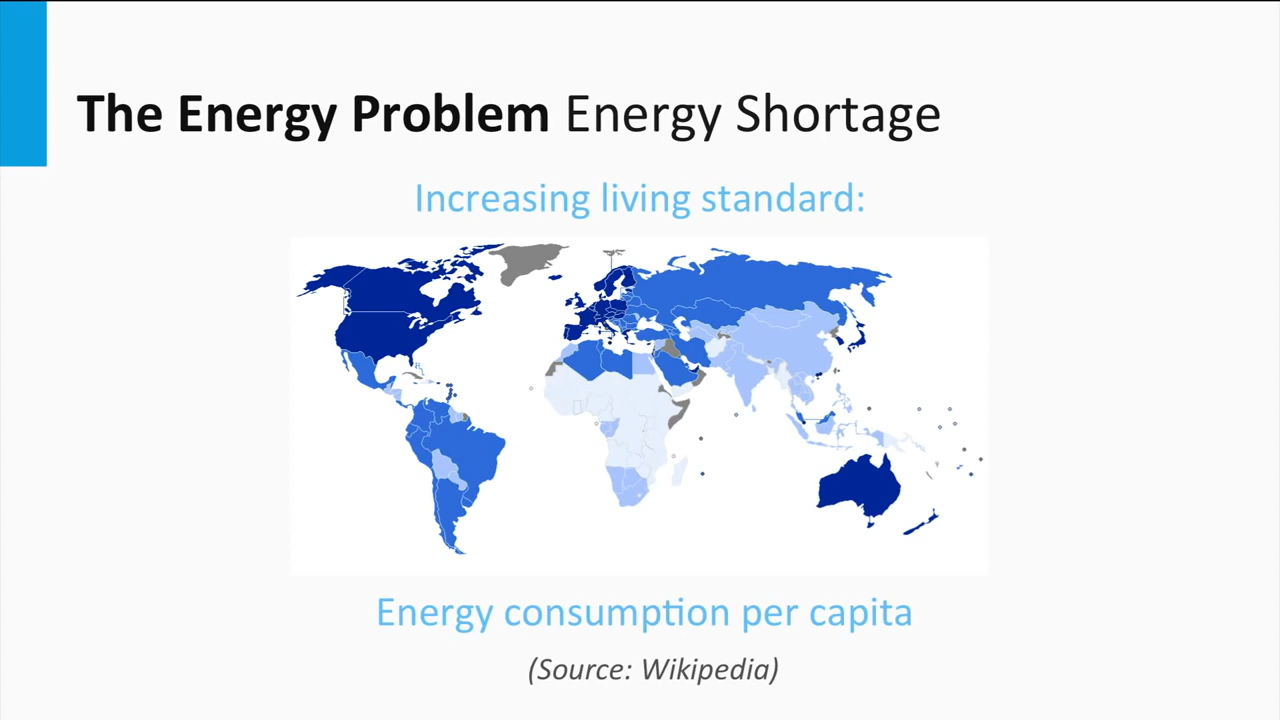 The Energy Problem Energy Shortage
Increasing living standard:
Energy consumption per capita
(Source: Wikipedia)